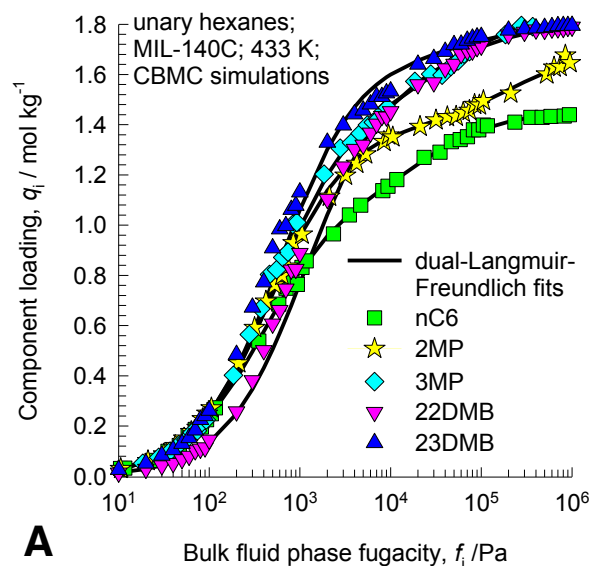 unary hexanes;
MIL-140C; 433 K;
CBMC simulations
Component loading, qᵢ / mol kg⁻¹
1.8
1.6
1.4
1.2
1.0
0.8
0.6
0.4
0.2
0.0
dual-Langmuir-
Freundlich fits
nC6
2MP
3MP
22DMB
23DMB
10¹ 10² 10³ 10⁴ 10⁵ 10⁶
A
Bulk fluid phase fugacity, fᵢ /Pa